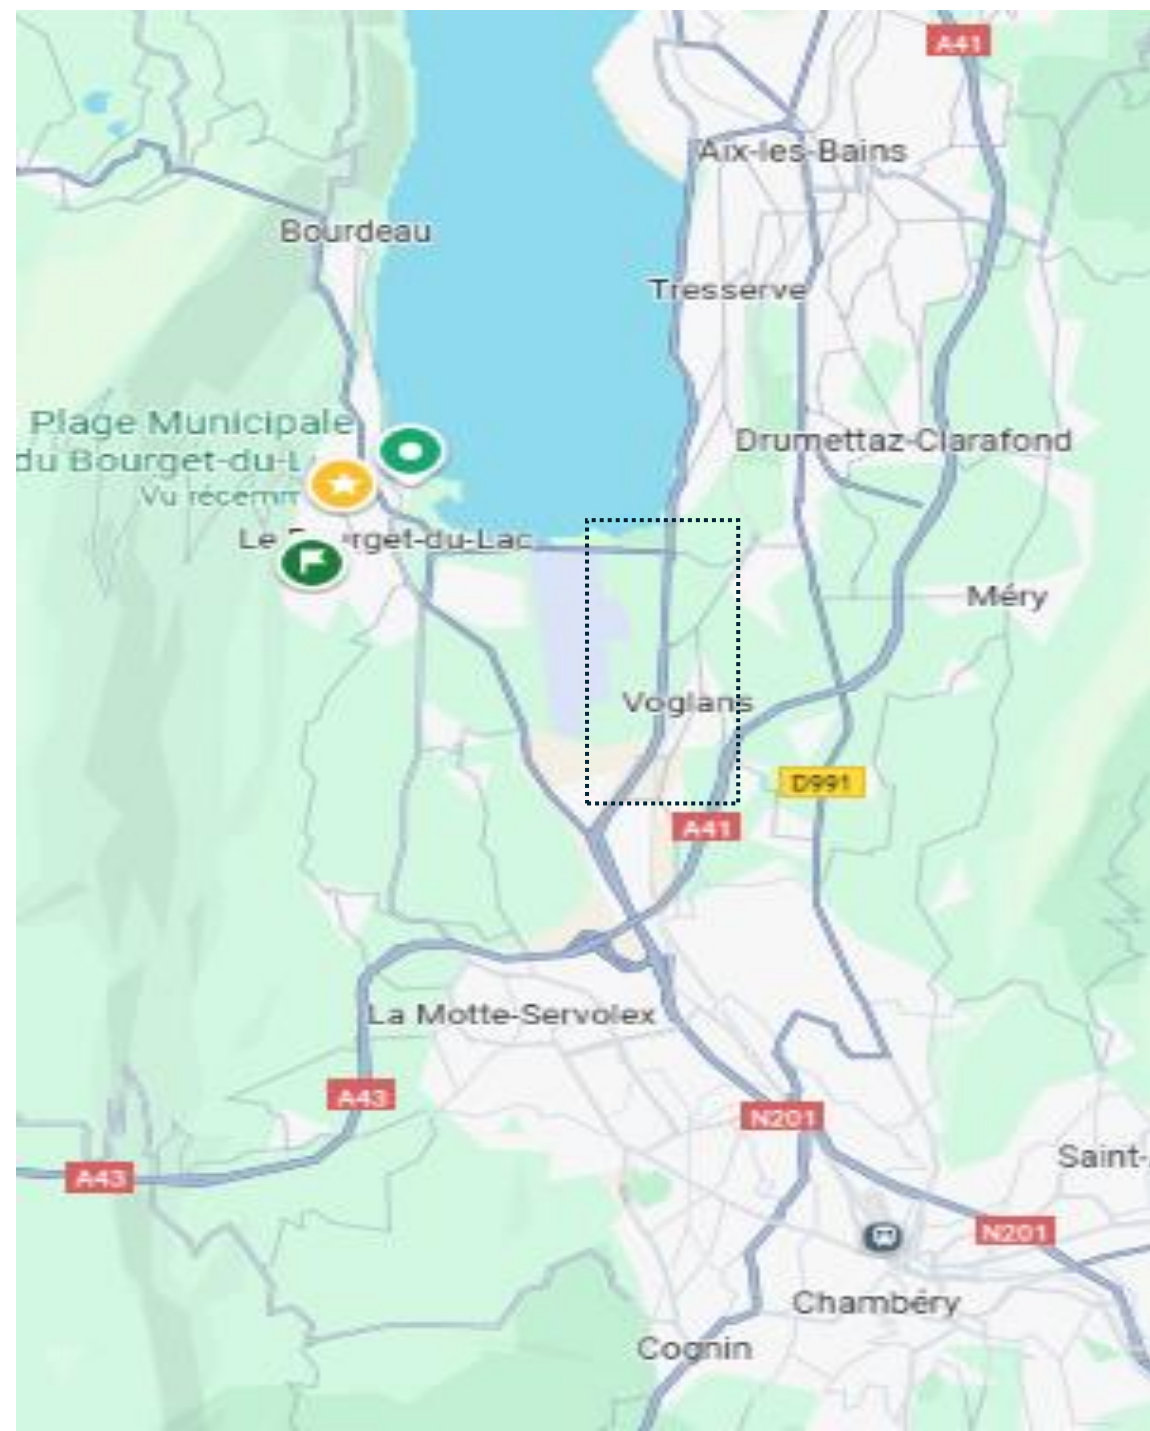 A41
Aix-les-Bains
Bourdeau
Tresserve
Plage Municipale
du Bourget-du-L
Vu récemm
Drumettaz-Clarafond
Le rget-du-Lac
Méry
Voglans
D991
A41
La Motte-Servolex
A43
N201
Saint-
A43
N201
Chambéry
Cognin